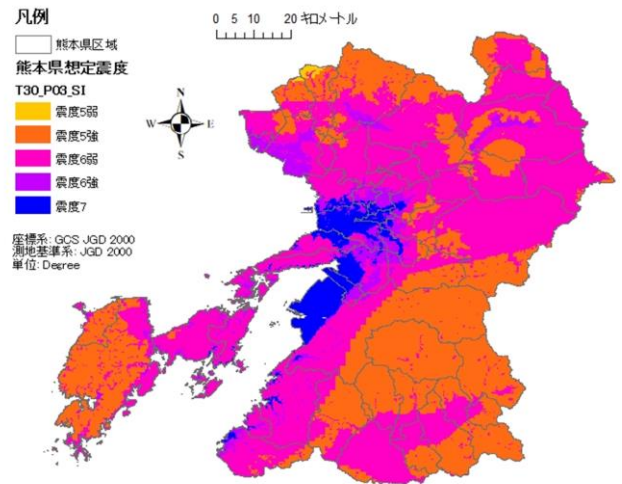 凡例
熊本県区域
熊本県想定震度
T30_P03_SI
震度5弱
震度5強
震度6弱
震度6強
震度7
座標系: GCS JGD 2000
測地基準系: JGD 2000
単位: Degree
0 5 10 20 キロメートル
N
W E
S